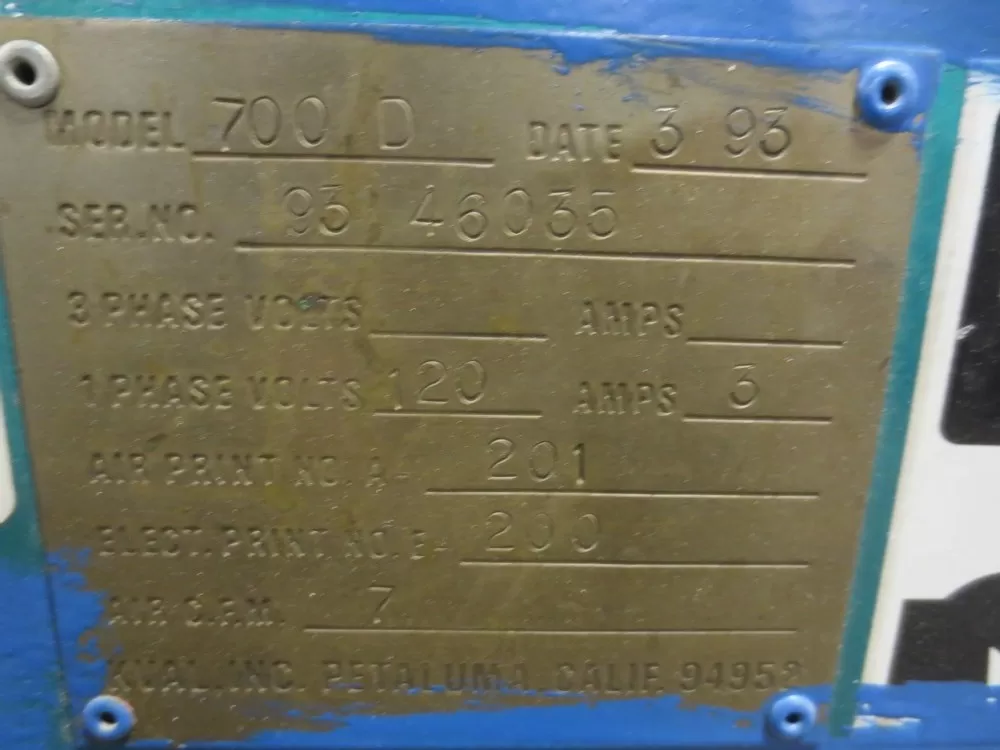 MODEL 700 D DATE 3 93
SER. NO. 93 46035
3 PHASE VOLTS AMPS
1 PHASE VOLTS 120 AMPS 3
AIR PRINT NO. A- 201
ELECT. PRINT NO. E- 200
AIR C.F.M. 7
INC. PETALUMA, CALIF. 94952